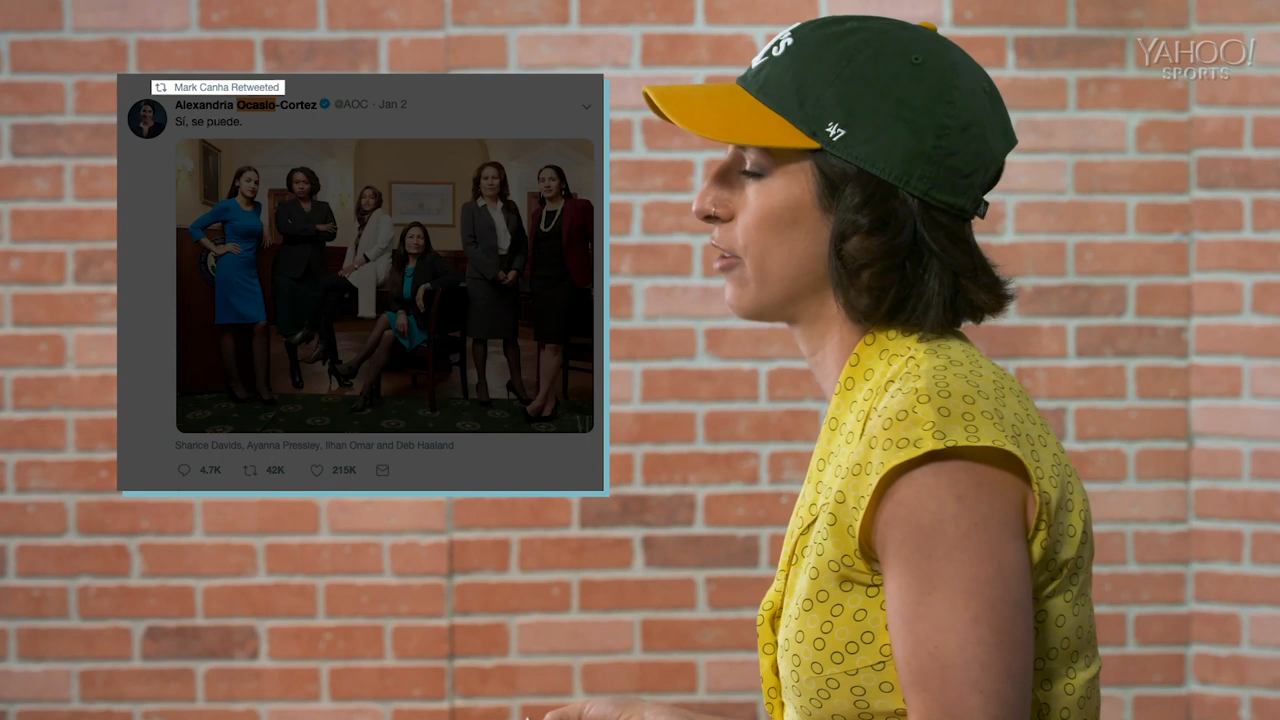 YAHOO!
SPORTS
Mark Canha Retweeted
Alexandria Ocasio-Cortez @AOC · Jan 2
Sí, se puede.
Sharice Davids, Ayanna Pressley, Ilhan Omar and Deb Haaland
4.7K 42K 215K
A's
'47